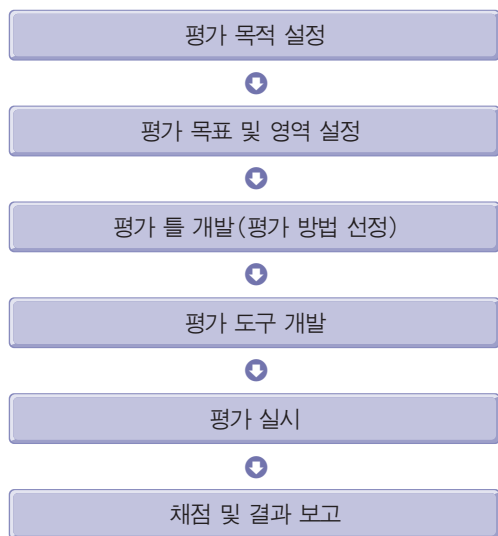 평가 목적 설정
평가 목표 및 영역 설정
평가 틀 개발(평가 방법 선정)
평가 도구 개발
평가 실시
채점 및 결과 보고